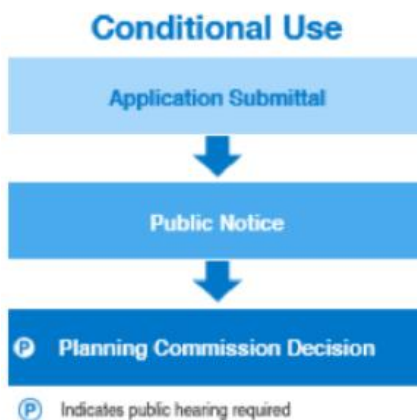 Conditional Use
Application Submittal
Public Notice
P Planning Commission Decision
P Indicates public hearing required